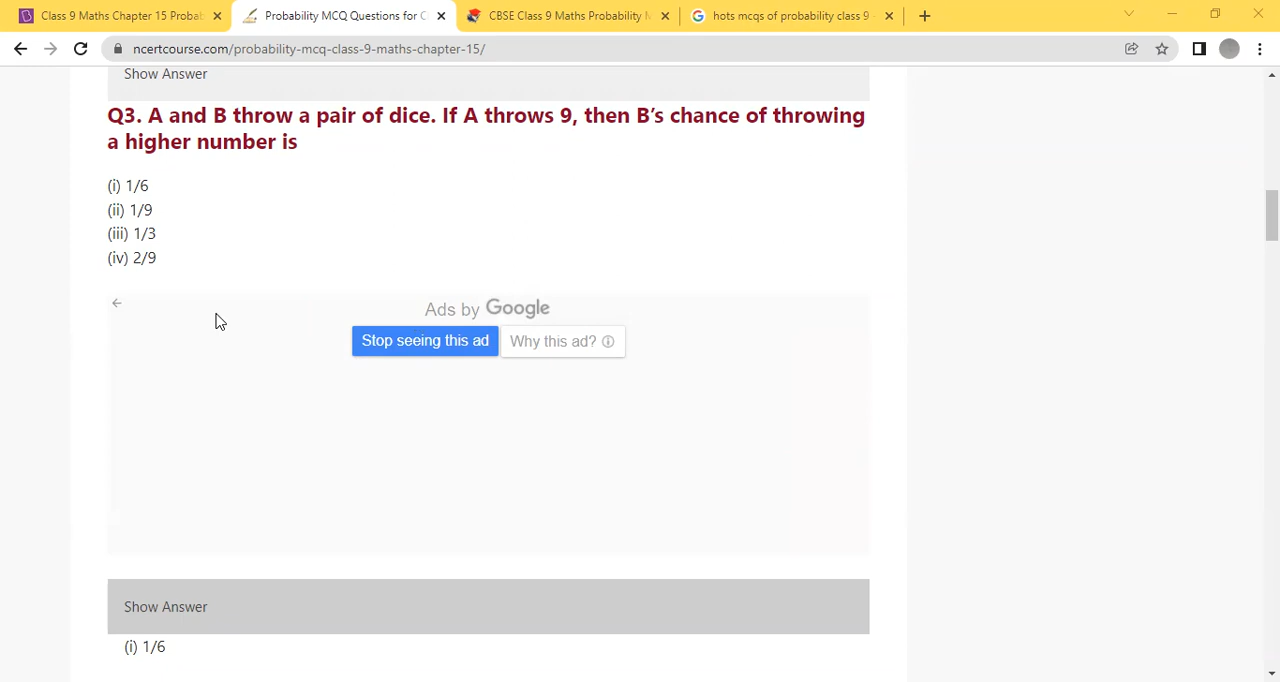 Class 9 Maths Chapter 15 Probab
Probability MCQ Questions for C
CBSE Class 9 Maths Probability M
hots mcqs of probability class 9 -
ncertcourse.com/probability-mcq-class-9-maths-chapter-15/
Show Answer
Q3. A and B throw a pair of dice. If A throws 9, then B’s chance of throwing
a higher number is
(i) 1/6
(ii) 1/9
(iii) 1/3
(iv) 2/9
Ads by Google
Stop seeing this ad
Why this ad?
Show Answer
(i) 1/6